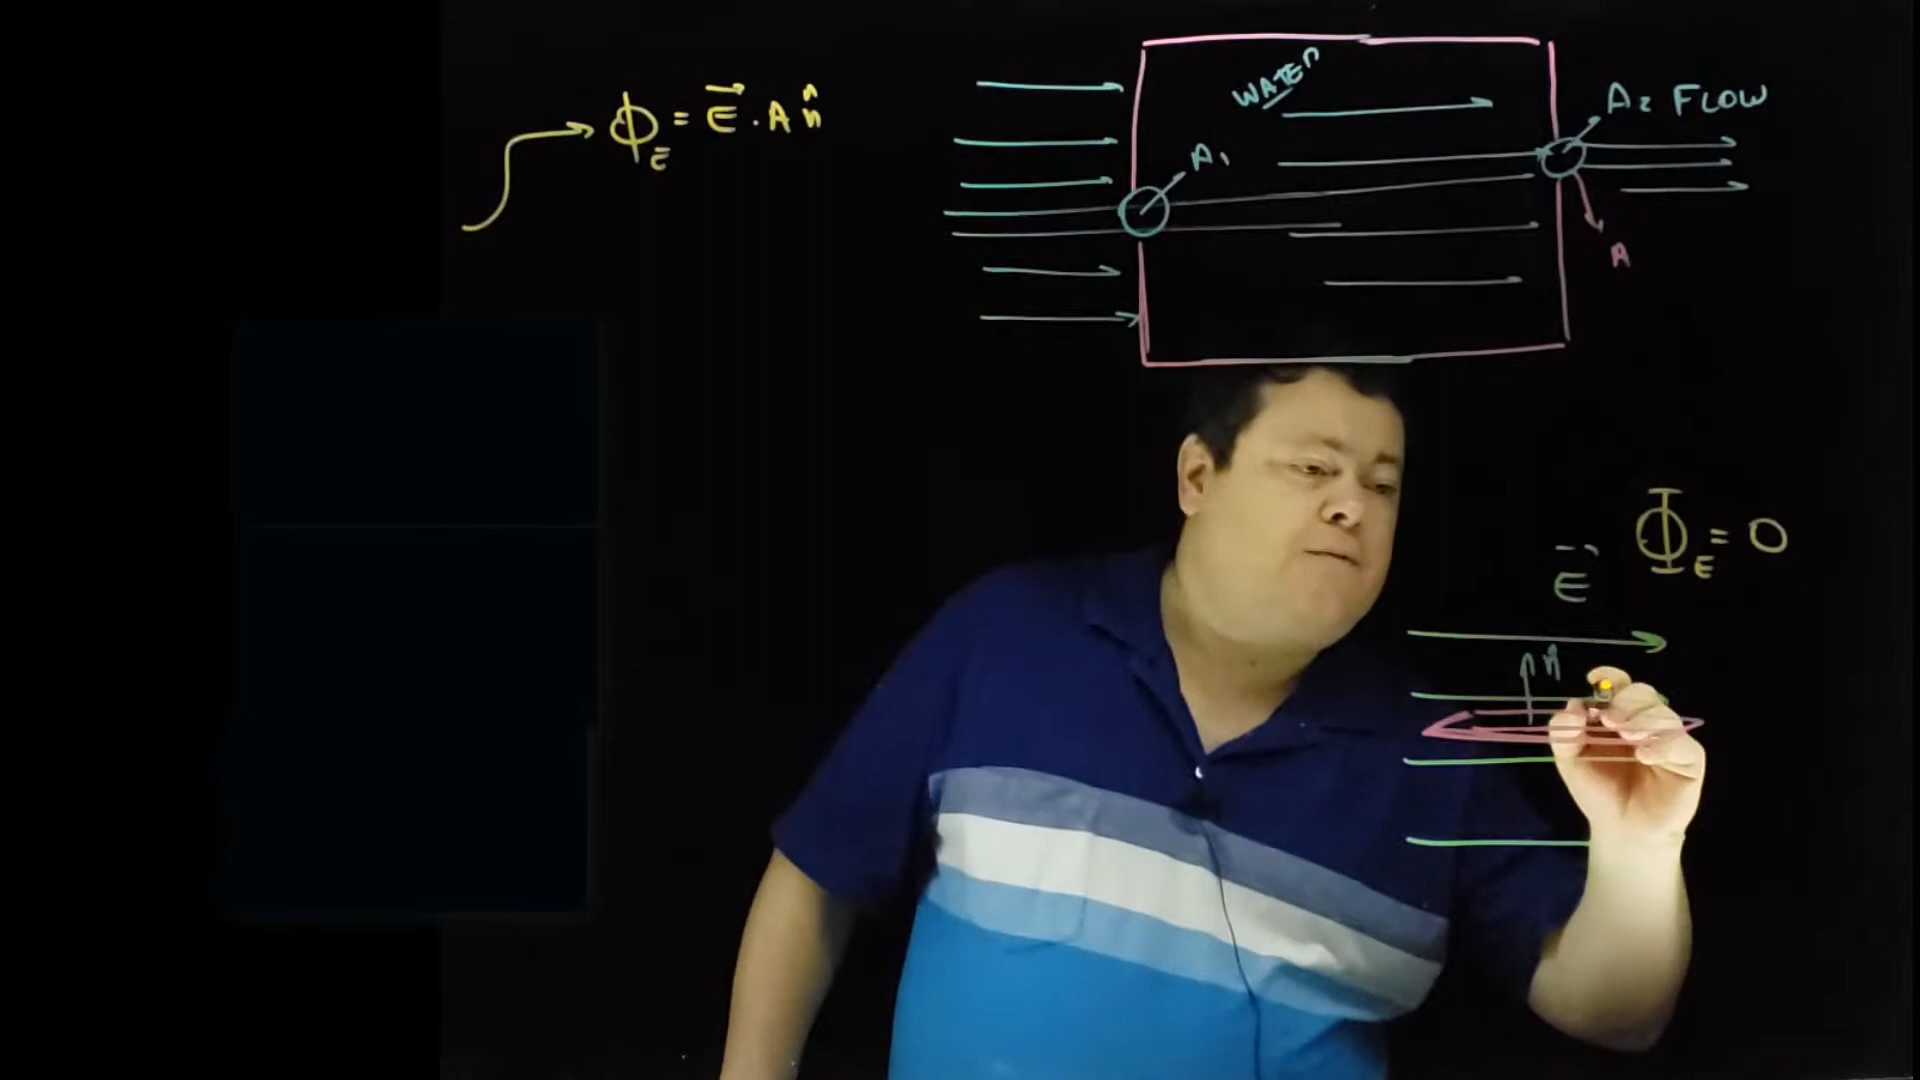 Φ_E = E⃗ · A n̂
WATER
A₂ FLOW
A₁
A
Φ_E = 0
E⃗
n̂